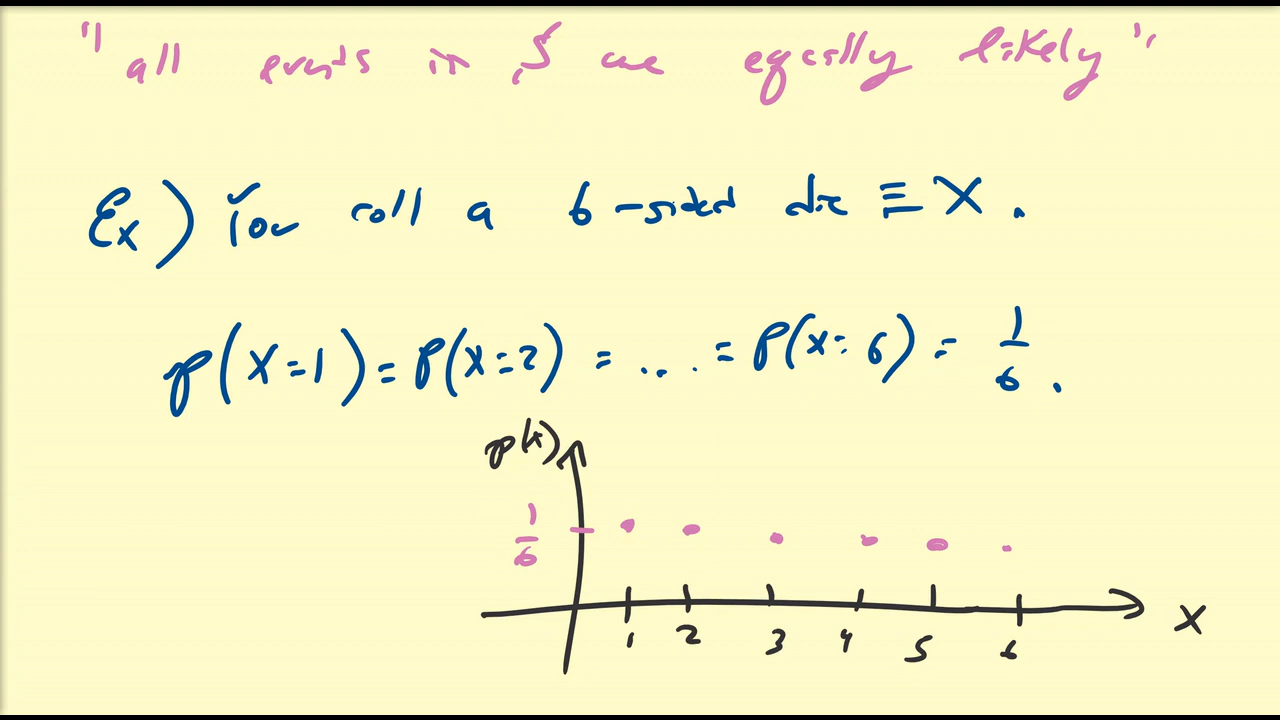 "all events in S are equally likely"
Ex) You roll a 6-sided die ≡ X.
p(X=1) = p(X=2) = ... = p(X=6) = 1/6.
p(x)
1/6
1 2 3 4 5 6
X